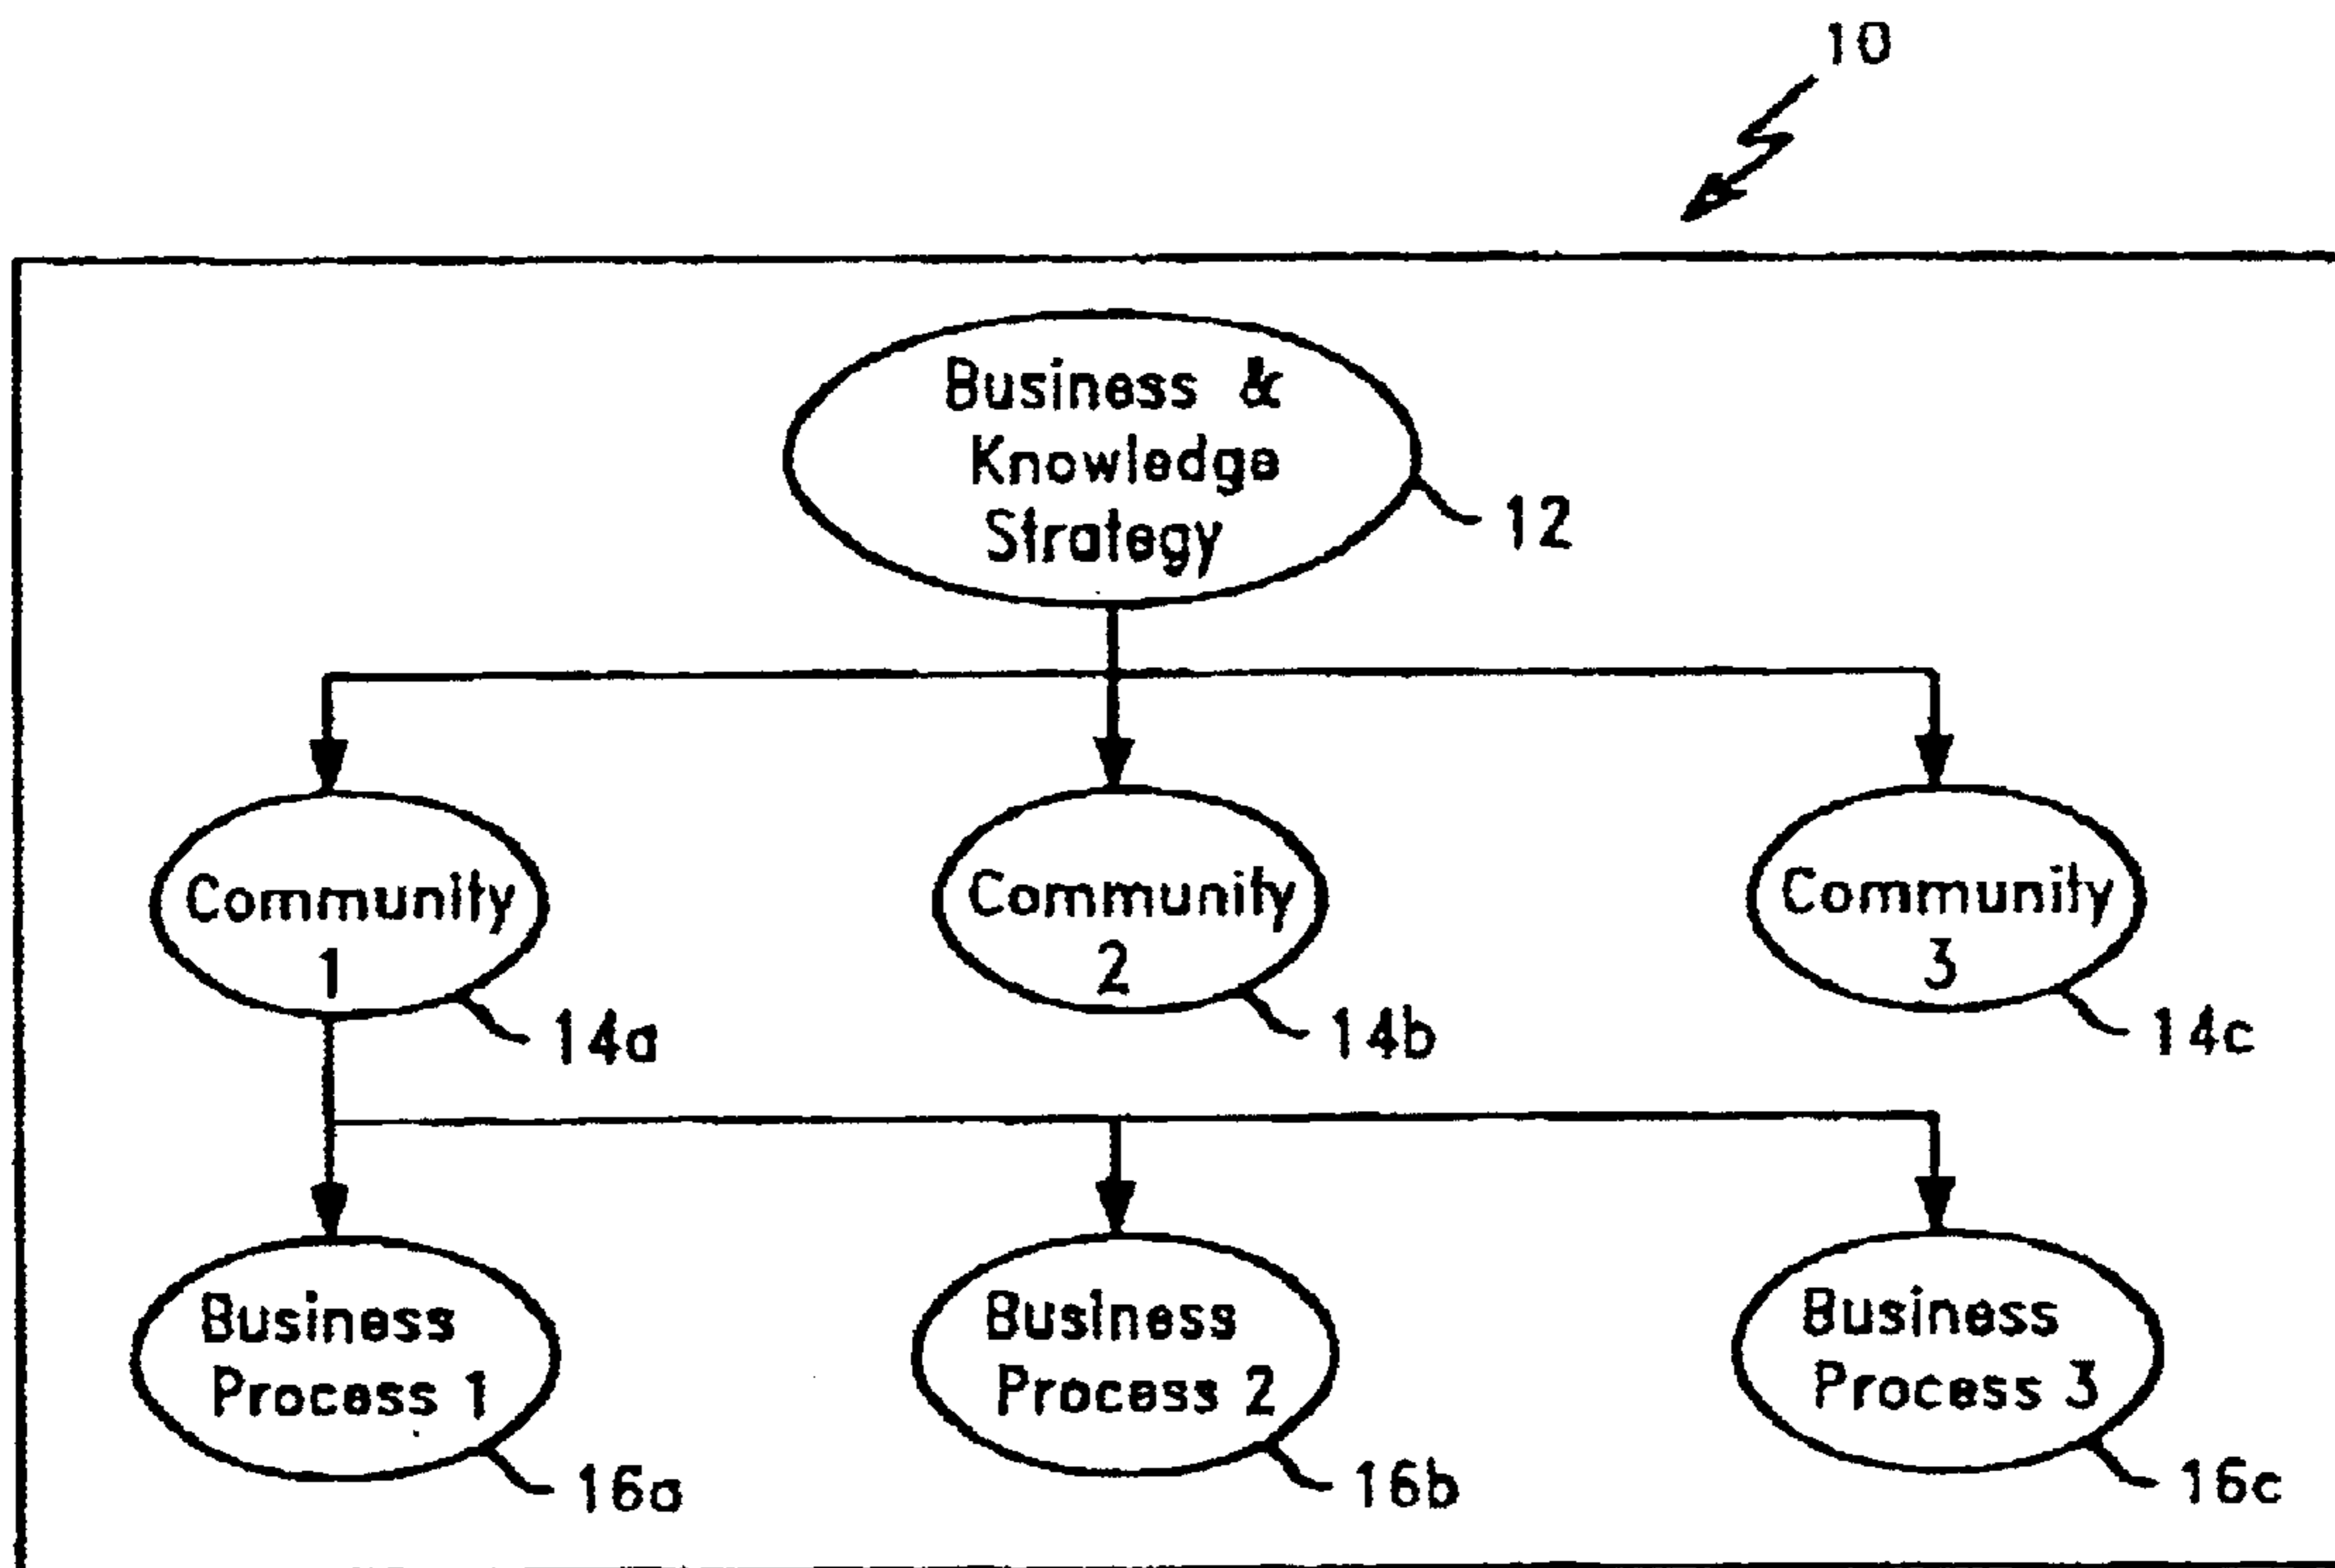 10
Business &
Knowledge
Strategy
12
Community
1
14a
Community
2
14b
Community
3
14c
Business
Process 1
16a
Business
Process 2
16b
Business
Process 3
16c